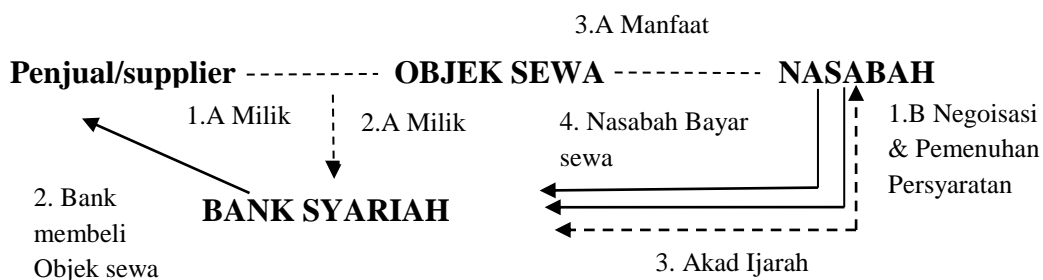 3.A Manfaat
Penjual/supplier OBJEK SEWA NASABAH
1.A Milik
2.A Milik
4. Nasabah Bayar
sewa
1.B Negoisasi
& Pemenuhan
Persyaratan
2. Bank
membeli
Objek sewa
BANK SYARIAH
3. Akad Ijarah